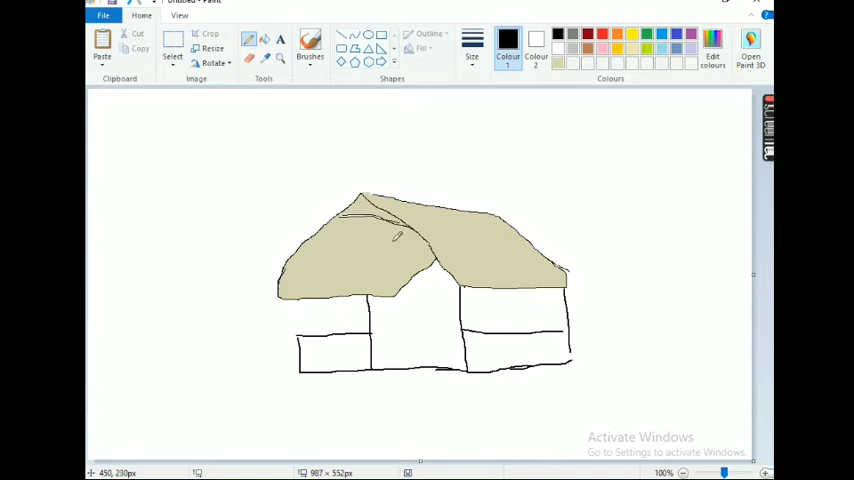 Untitled - Paint
File Home View
Paste
Cut
Copy
Clipboard
Select
Crop
Resize
Rotate
Image
Tools
Brushes
Shapes
Outline
Fill
Size
Colour 1
Colour 2
Colours
Edit colours
Open Paint 3D
Activate Windows
Go to Settings to activate Windows.
450, 230px
987 × 552px
100%